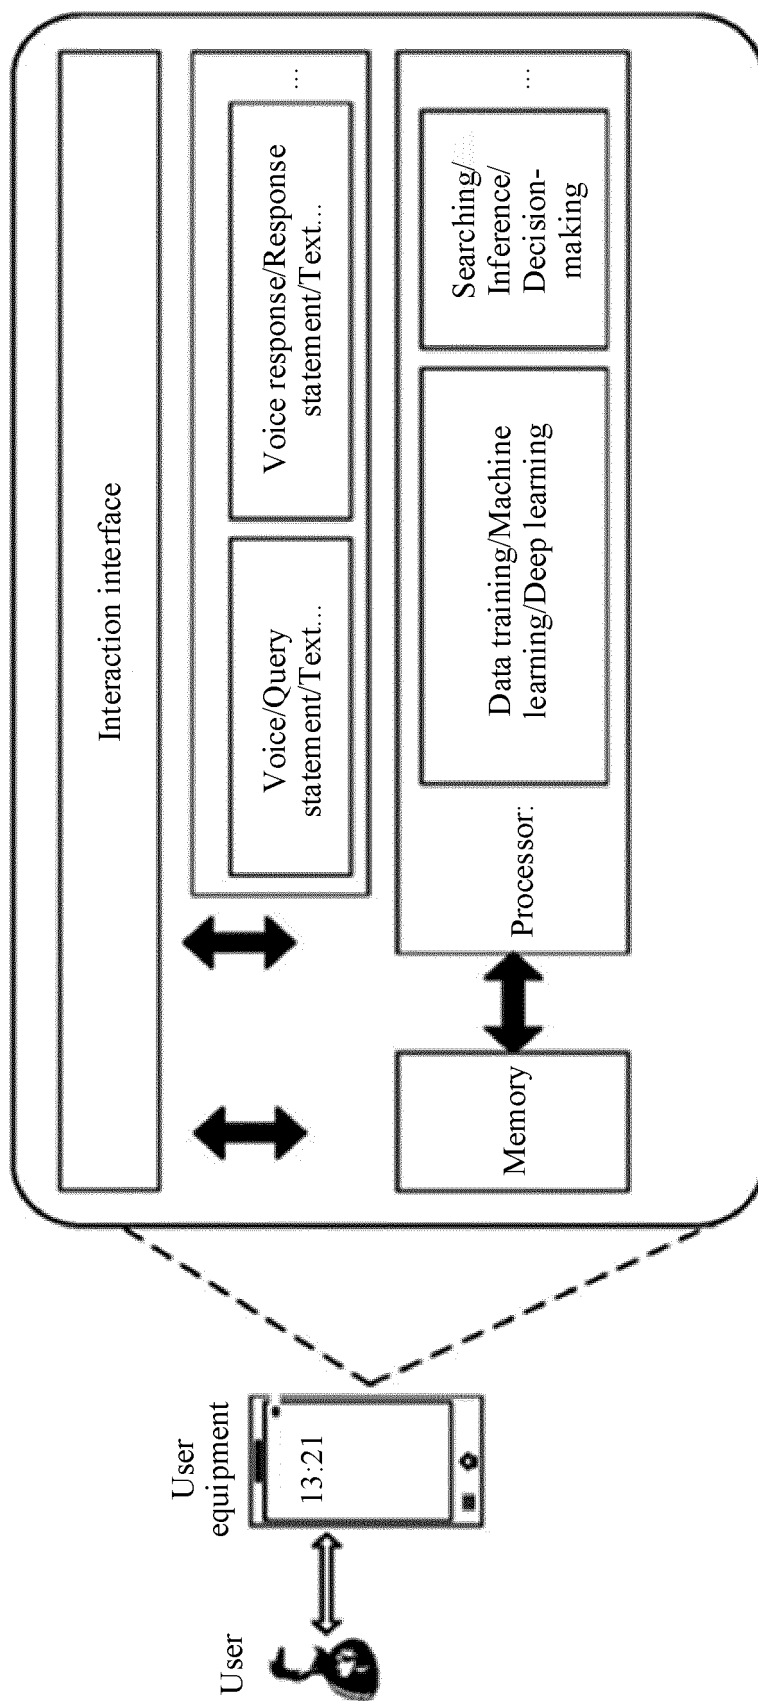 User
User
equipment
13:21
Interaction interface
Voice/Query
statement/Text...
Voice response/Response
statement/Text...
...
Memory
Processor:
Data training/Machine
learning/Deep learning
Searching/
Inference/
Decision-
making
...